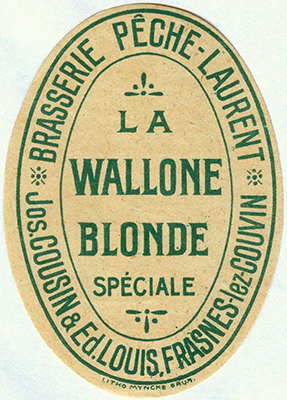 BRASSERIE PÊCHE-LAURENT
LA
WALLONE
BLONDE
SPÉCIALE
Jos. COUSIN & Ed. LOUIS, FRASNES-lez-COUVIN
LITHO MYNCKE BRUX.